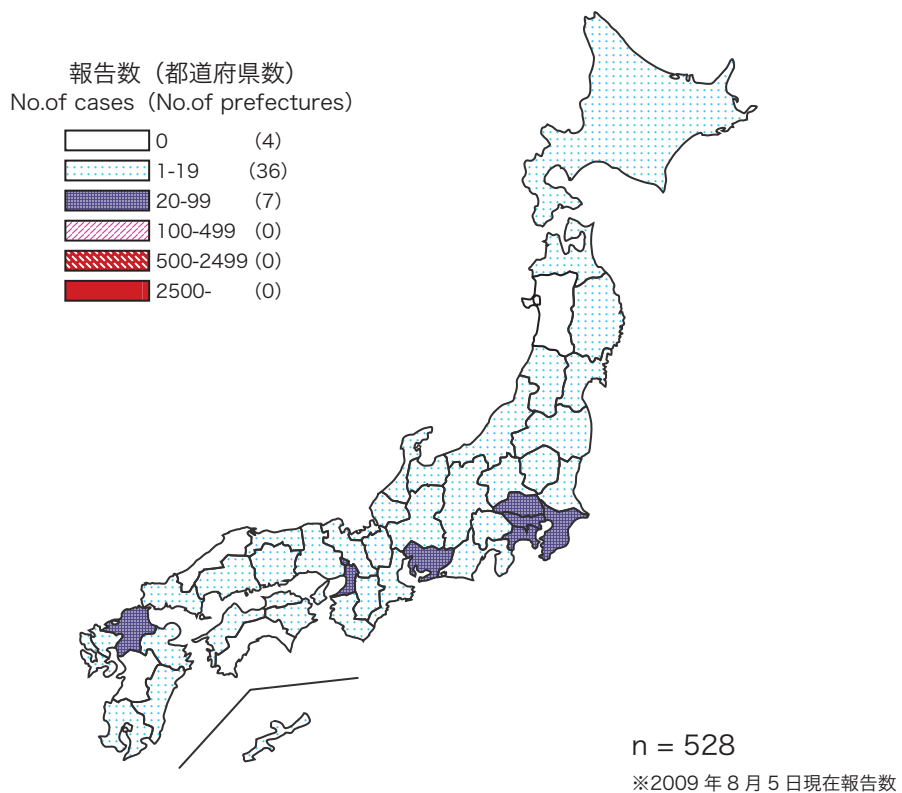 報告数（都道府県数）
No.of cases（No.of prefectures）
0 (4)
1-19 (36)
20-99 (7)
100-499 (0)
500-2499 (0)
2500- (0)
n = 528
※2009 年 8 月 5 日現在報告数